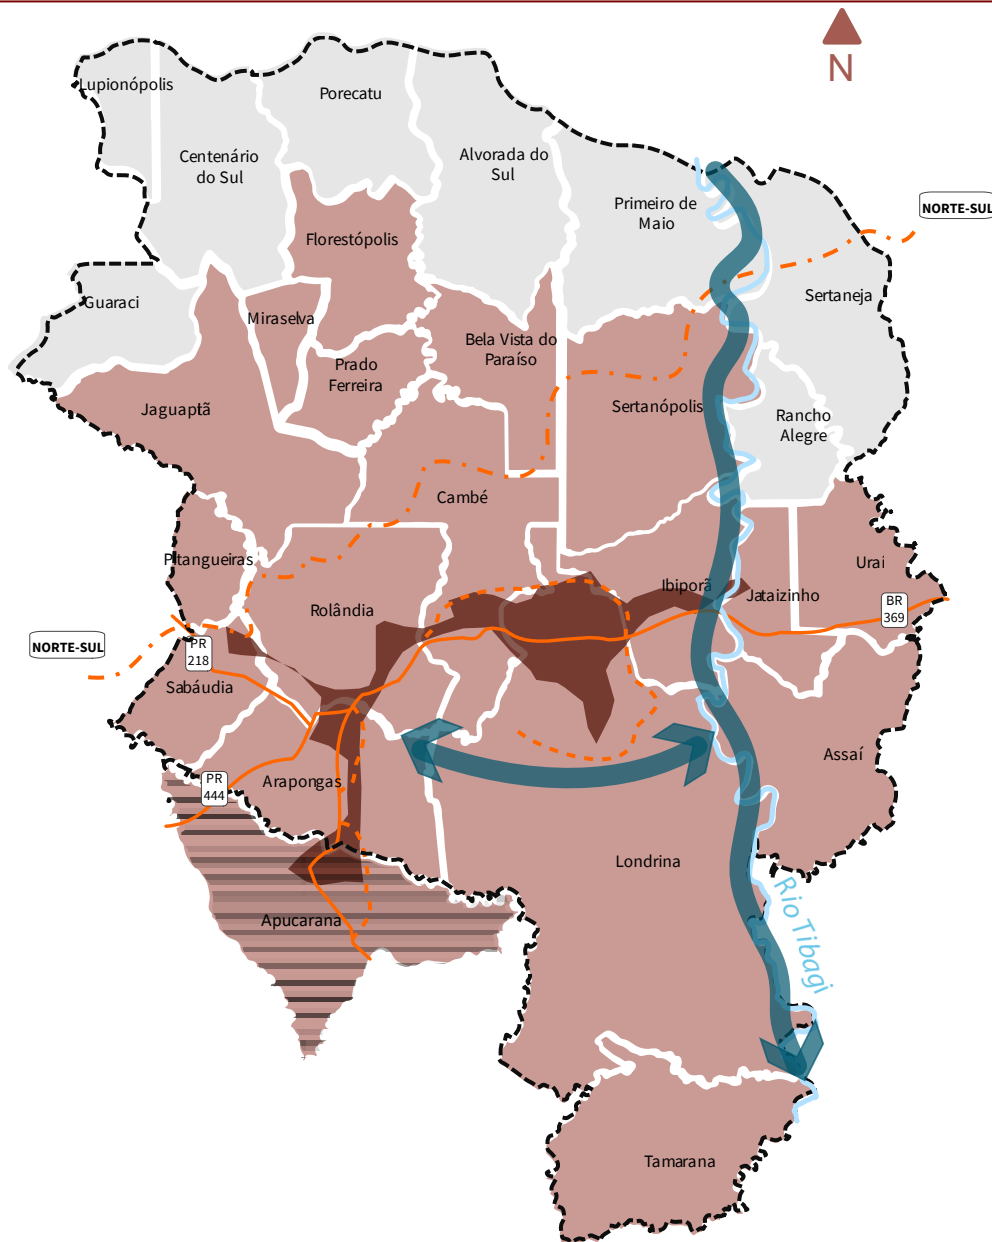 N
Lupionópolis
Porecatu
Centenário
do Sul
Alvorada do
Sul
Primeiro de
Maio
NORTE-SUL
Florestópolis
Guaraci
Sertaneja
Miraselva
Bela Vista do
Paraíso
Prado
Ferreira
Jaguaptã
Sertanópolis
Rancho
Alegre
Cambé
Pitangueiras
Urai
Ibiporã
Jataizinho
Rolândia
BR
369
NORTE-SUL
PR
218
Sabáudia
Assaí
PR
444
Arapongas
Londrina
Rio Tibagi
Apucarana
Tamarana